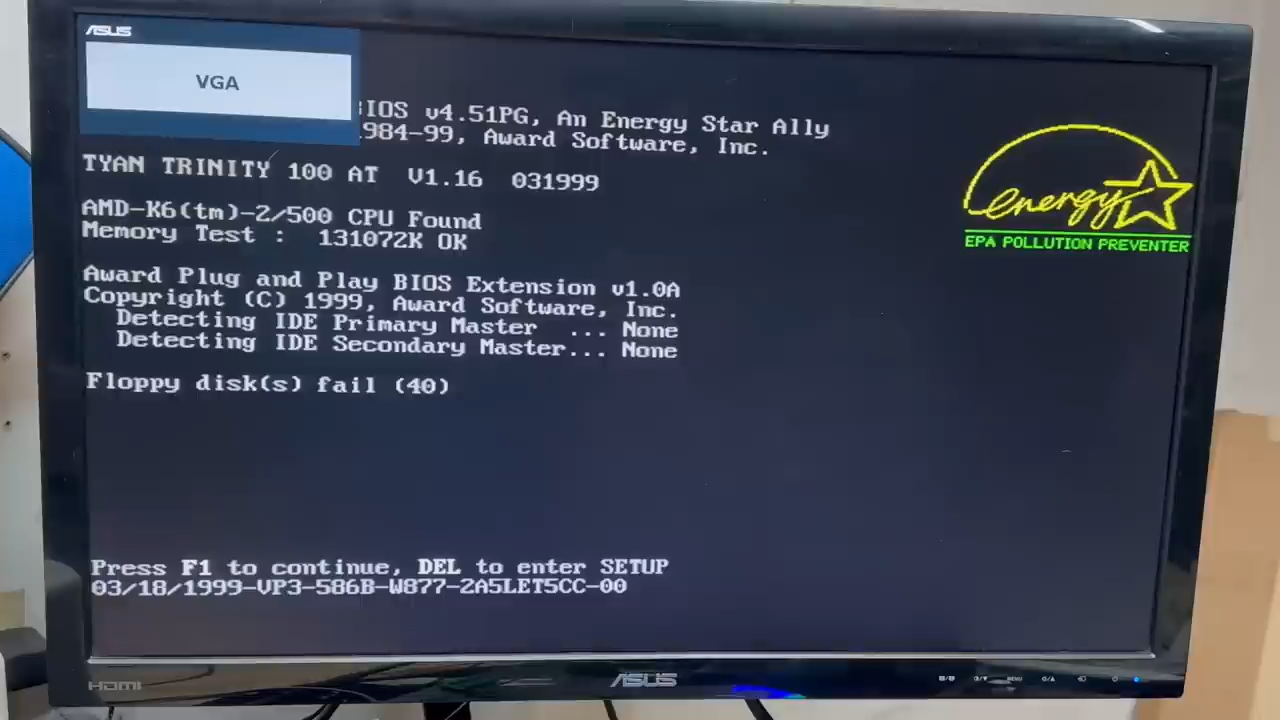 ASUS
VGA
IOS v4.51PG, An Energy Star Ally
984-99, Award Software, Inc.
TYAN TRINITY 100 AT V1.16 031999
energy
EPA POLLUTION PREVENTER
AMD-K6(tm)-2/500 CPU Found
Memory Test : 131072K OK
Award Plug and Play BIOS Extension v1.0A
Copyright (C) 1999, Award Software, Inc.
Detecting IDE Primary Master ... None
Detecting IDE Secondary Master... None
Floppy disk(s) fail (40)
Press F1 to continue, DEL to enter SETUP
03/18/1999-VP3-586B-W877-2A5LET5CC-00
HDMI
ASUS
MENU